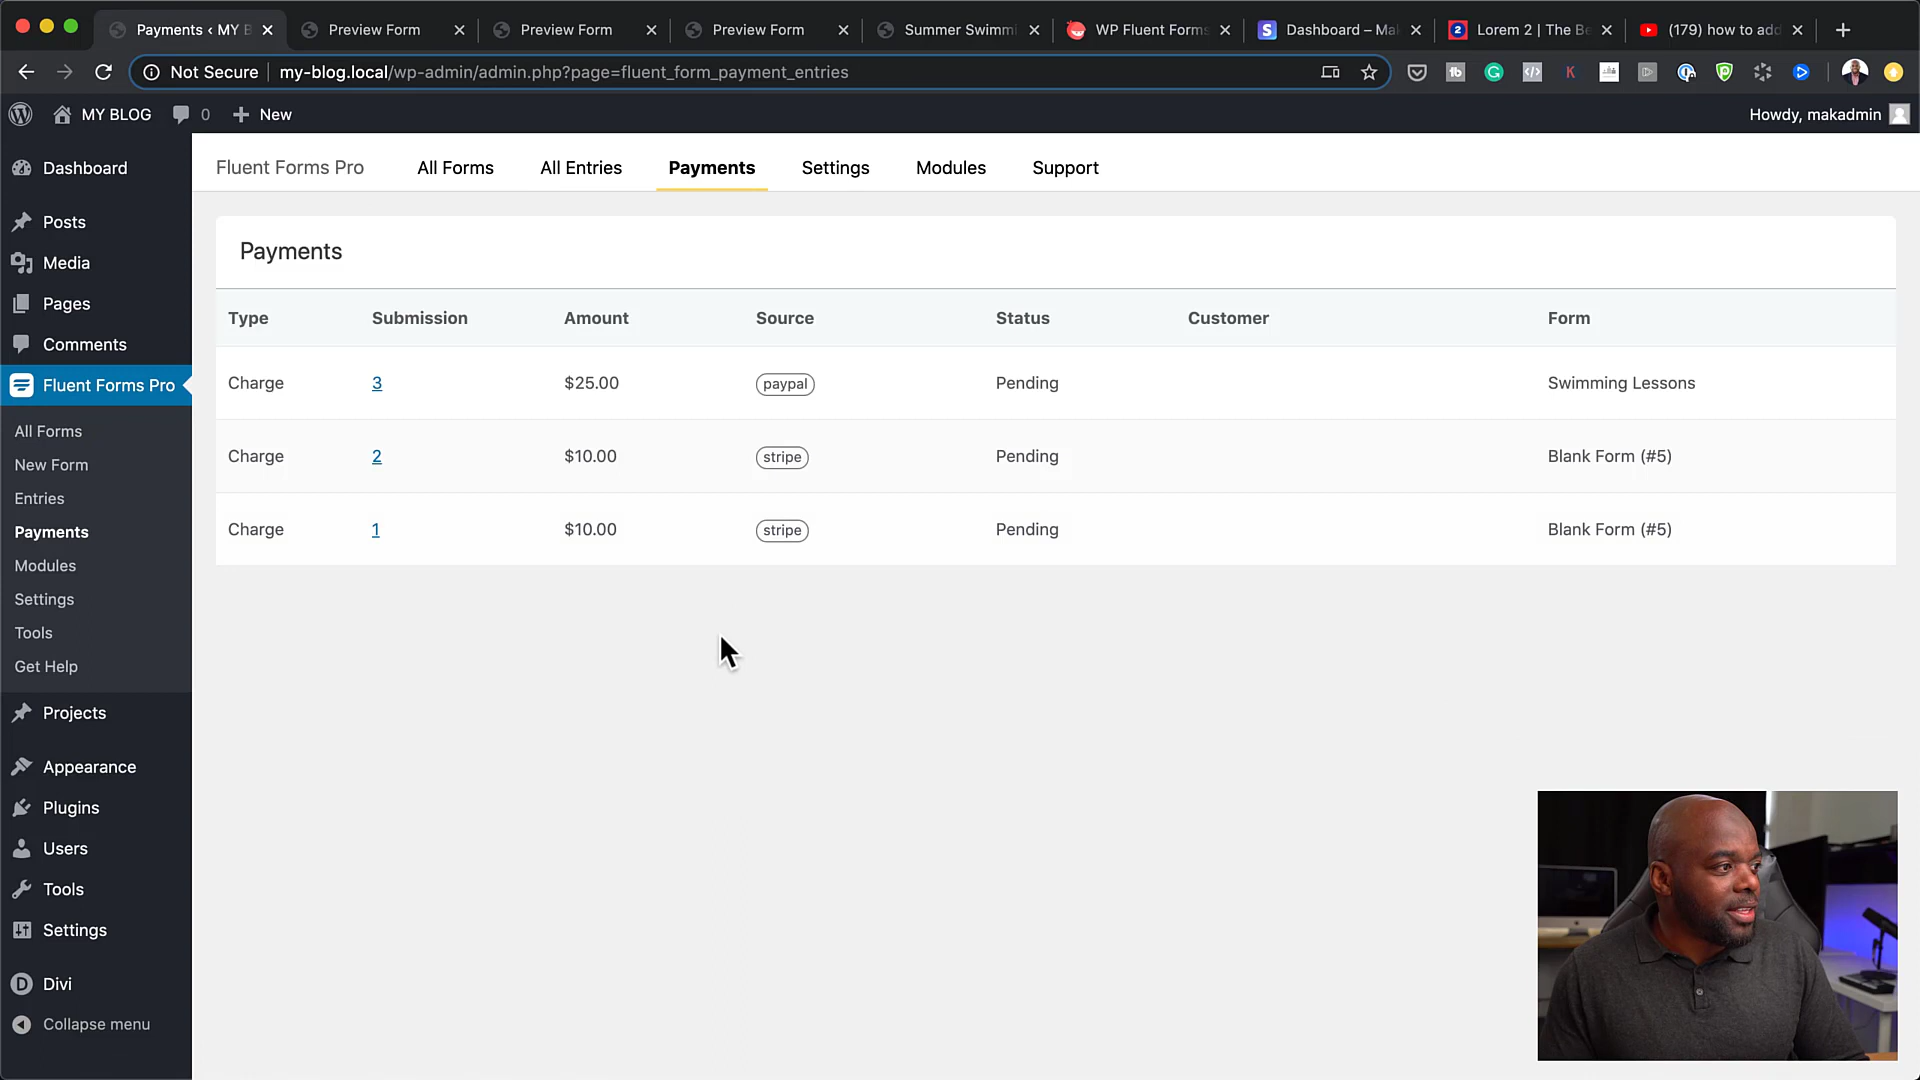 Payments ‹ MY B
Preview Form
Preview Form
Preview Form
Summer Swimmi
WP Fluent Forms
Dashboard – Mak
Lorem 2 | The Be
(179) how to add
Not Secure
my-blog.local/wp-admin/admin.php?page=fluent_form_payment_entries
MY BLOG
0
New
Howdy, makadmin
Dashboard
Posts
Media
Pages
Comments
Fluent Forms Pro
All Forms
New Form
Entries
Payments
Modules
Settings
Tools
Get Help
Projects
Appearance
Plugins
Users
Tools
Settings
Divi
Collapse menu
Fluent Forms Pro All Forms All Entries Payments Settings Modules Support
Payments
Type Submission Amount Source Status Customer Form
Charge 3 $25.00 paypal Pending Swimming Lessons
Charge 2 $10.00 stripe Pending Blank Form (#5)
Charge 1 $10.00 stripe Pending Blank Form (#5)